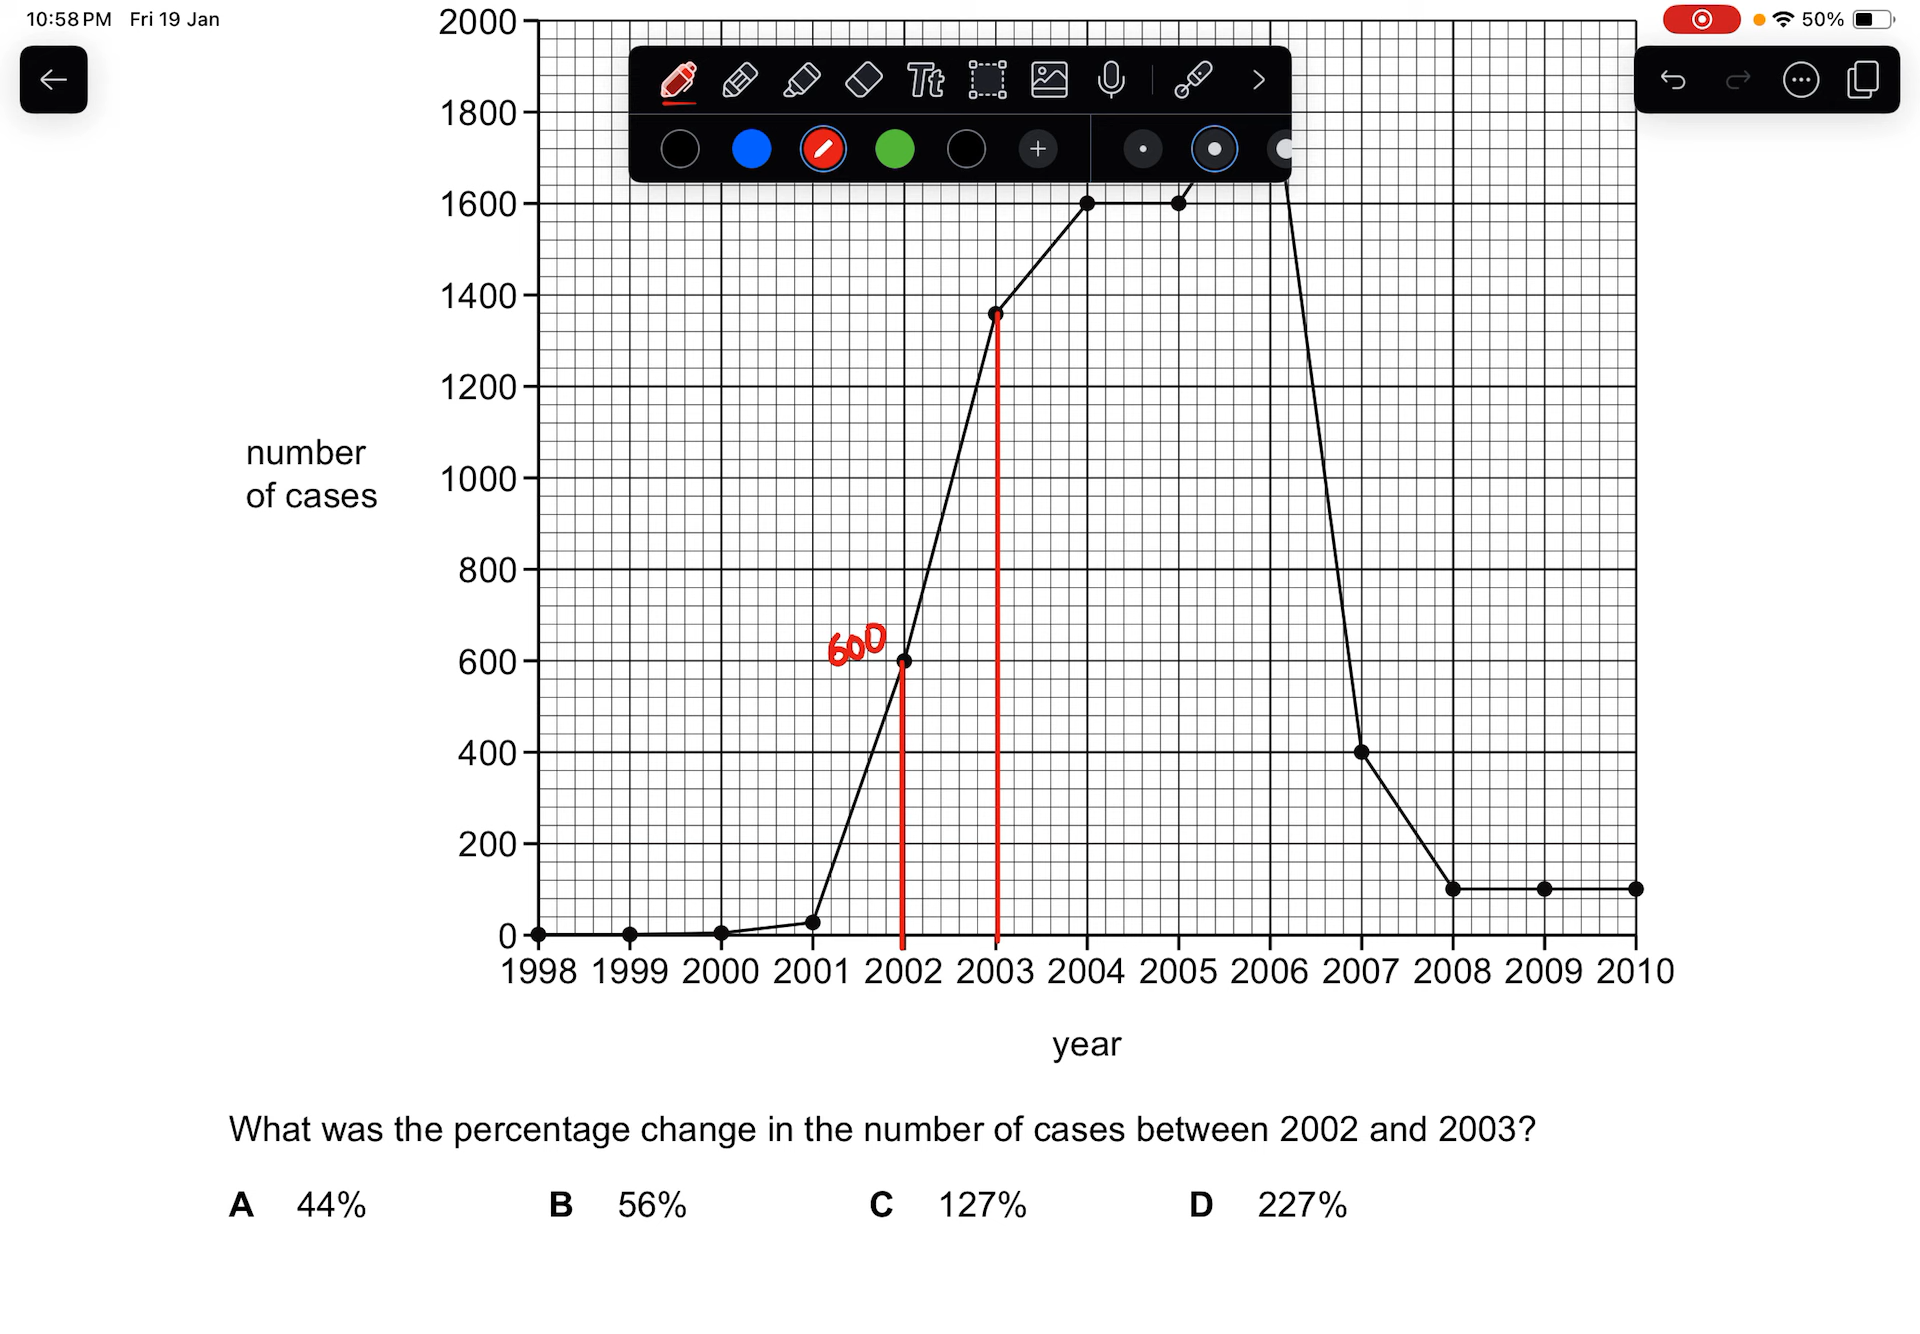 10:58 PM Fri 19 Jan
50%
Tt
2000
1800
1600
1400
1200
1000
800
600
400
200
0
number
of cases
600
1998 1999 2000 2001 2002 2003 2004 2005 2006 2007 2008 2009 2010
year
What was the percentage change in the number of cases between 2002 and 2003?
A 44% B 56% C 127% D 227%